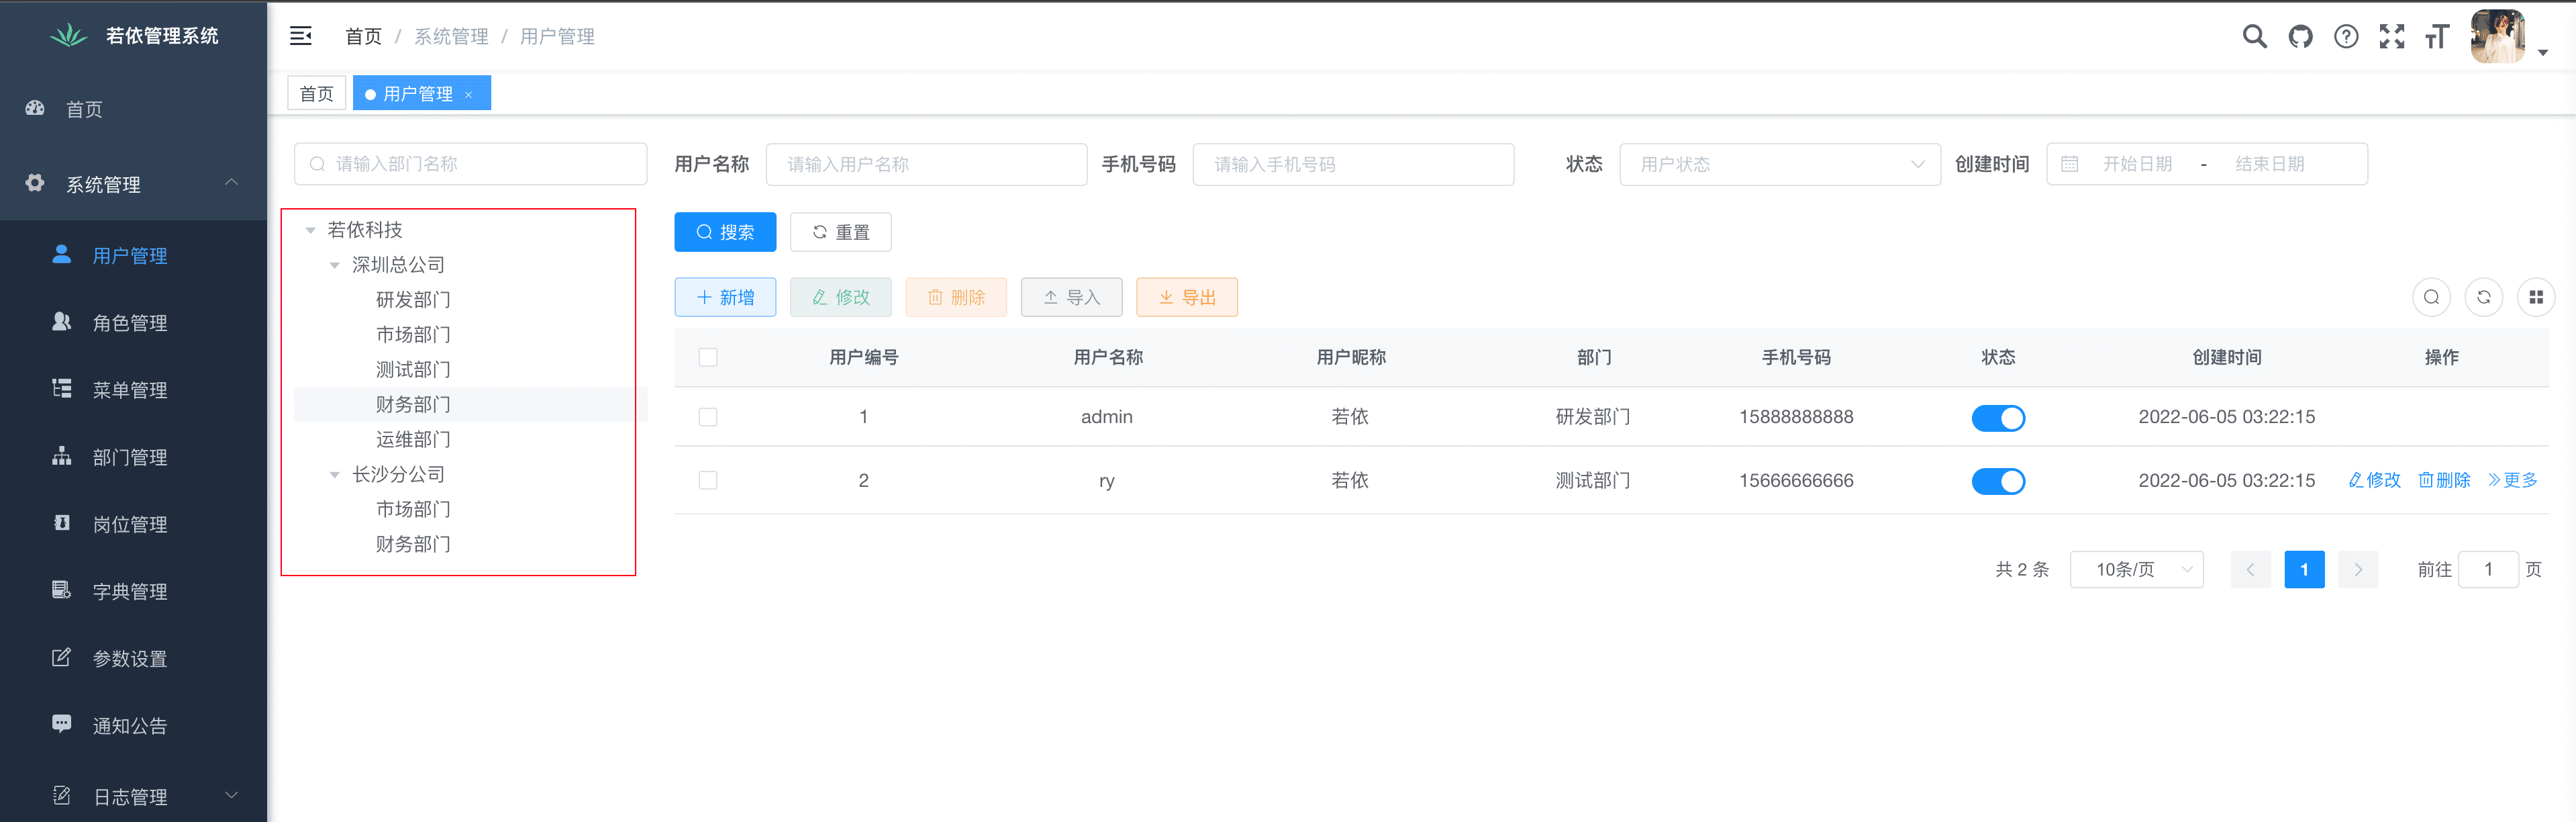 若依管理系统
首页
系统管理
用户管理
角色管理
菜单管理
部门管理
岗位管理
字典管理
参数设置
通知公告
日志管理
首页 / 系统管理 / 用户管理
首页 用户管理 ×
请输入部门名称
若依科技
深圳总公司
研发部门
市场部门
测试部门
财务部门
运维部门
长沙分公司
市场部门
财务部门
用户名称 请输入用户名称 手机号码 请输入手机号码 状态 用户状态 创建时间 开始日期 - 结束日期
搜索 重置
新增 修改 删除 导入 导出
用户编号 用户名称 用户昵称 部门 手机号码 状态 创建时间 操作
1 admin 若依 研发部门 15888888888 2022-06-05 03:22:15
2 ry 若依 测试部门 15666666666 2022-06-05 03:22:15 修改 删除 更多
共 2 条 10条/页 1 前往 1 页